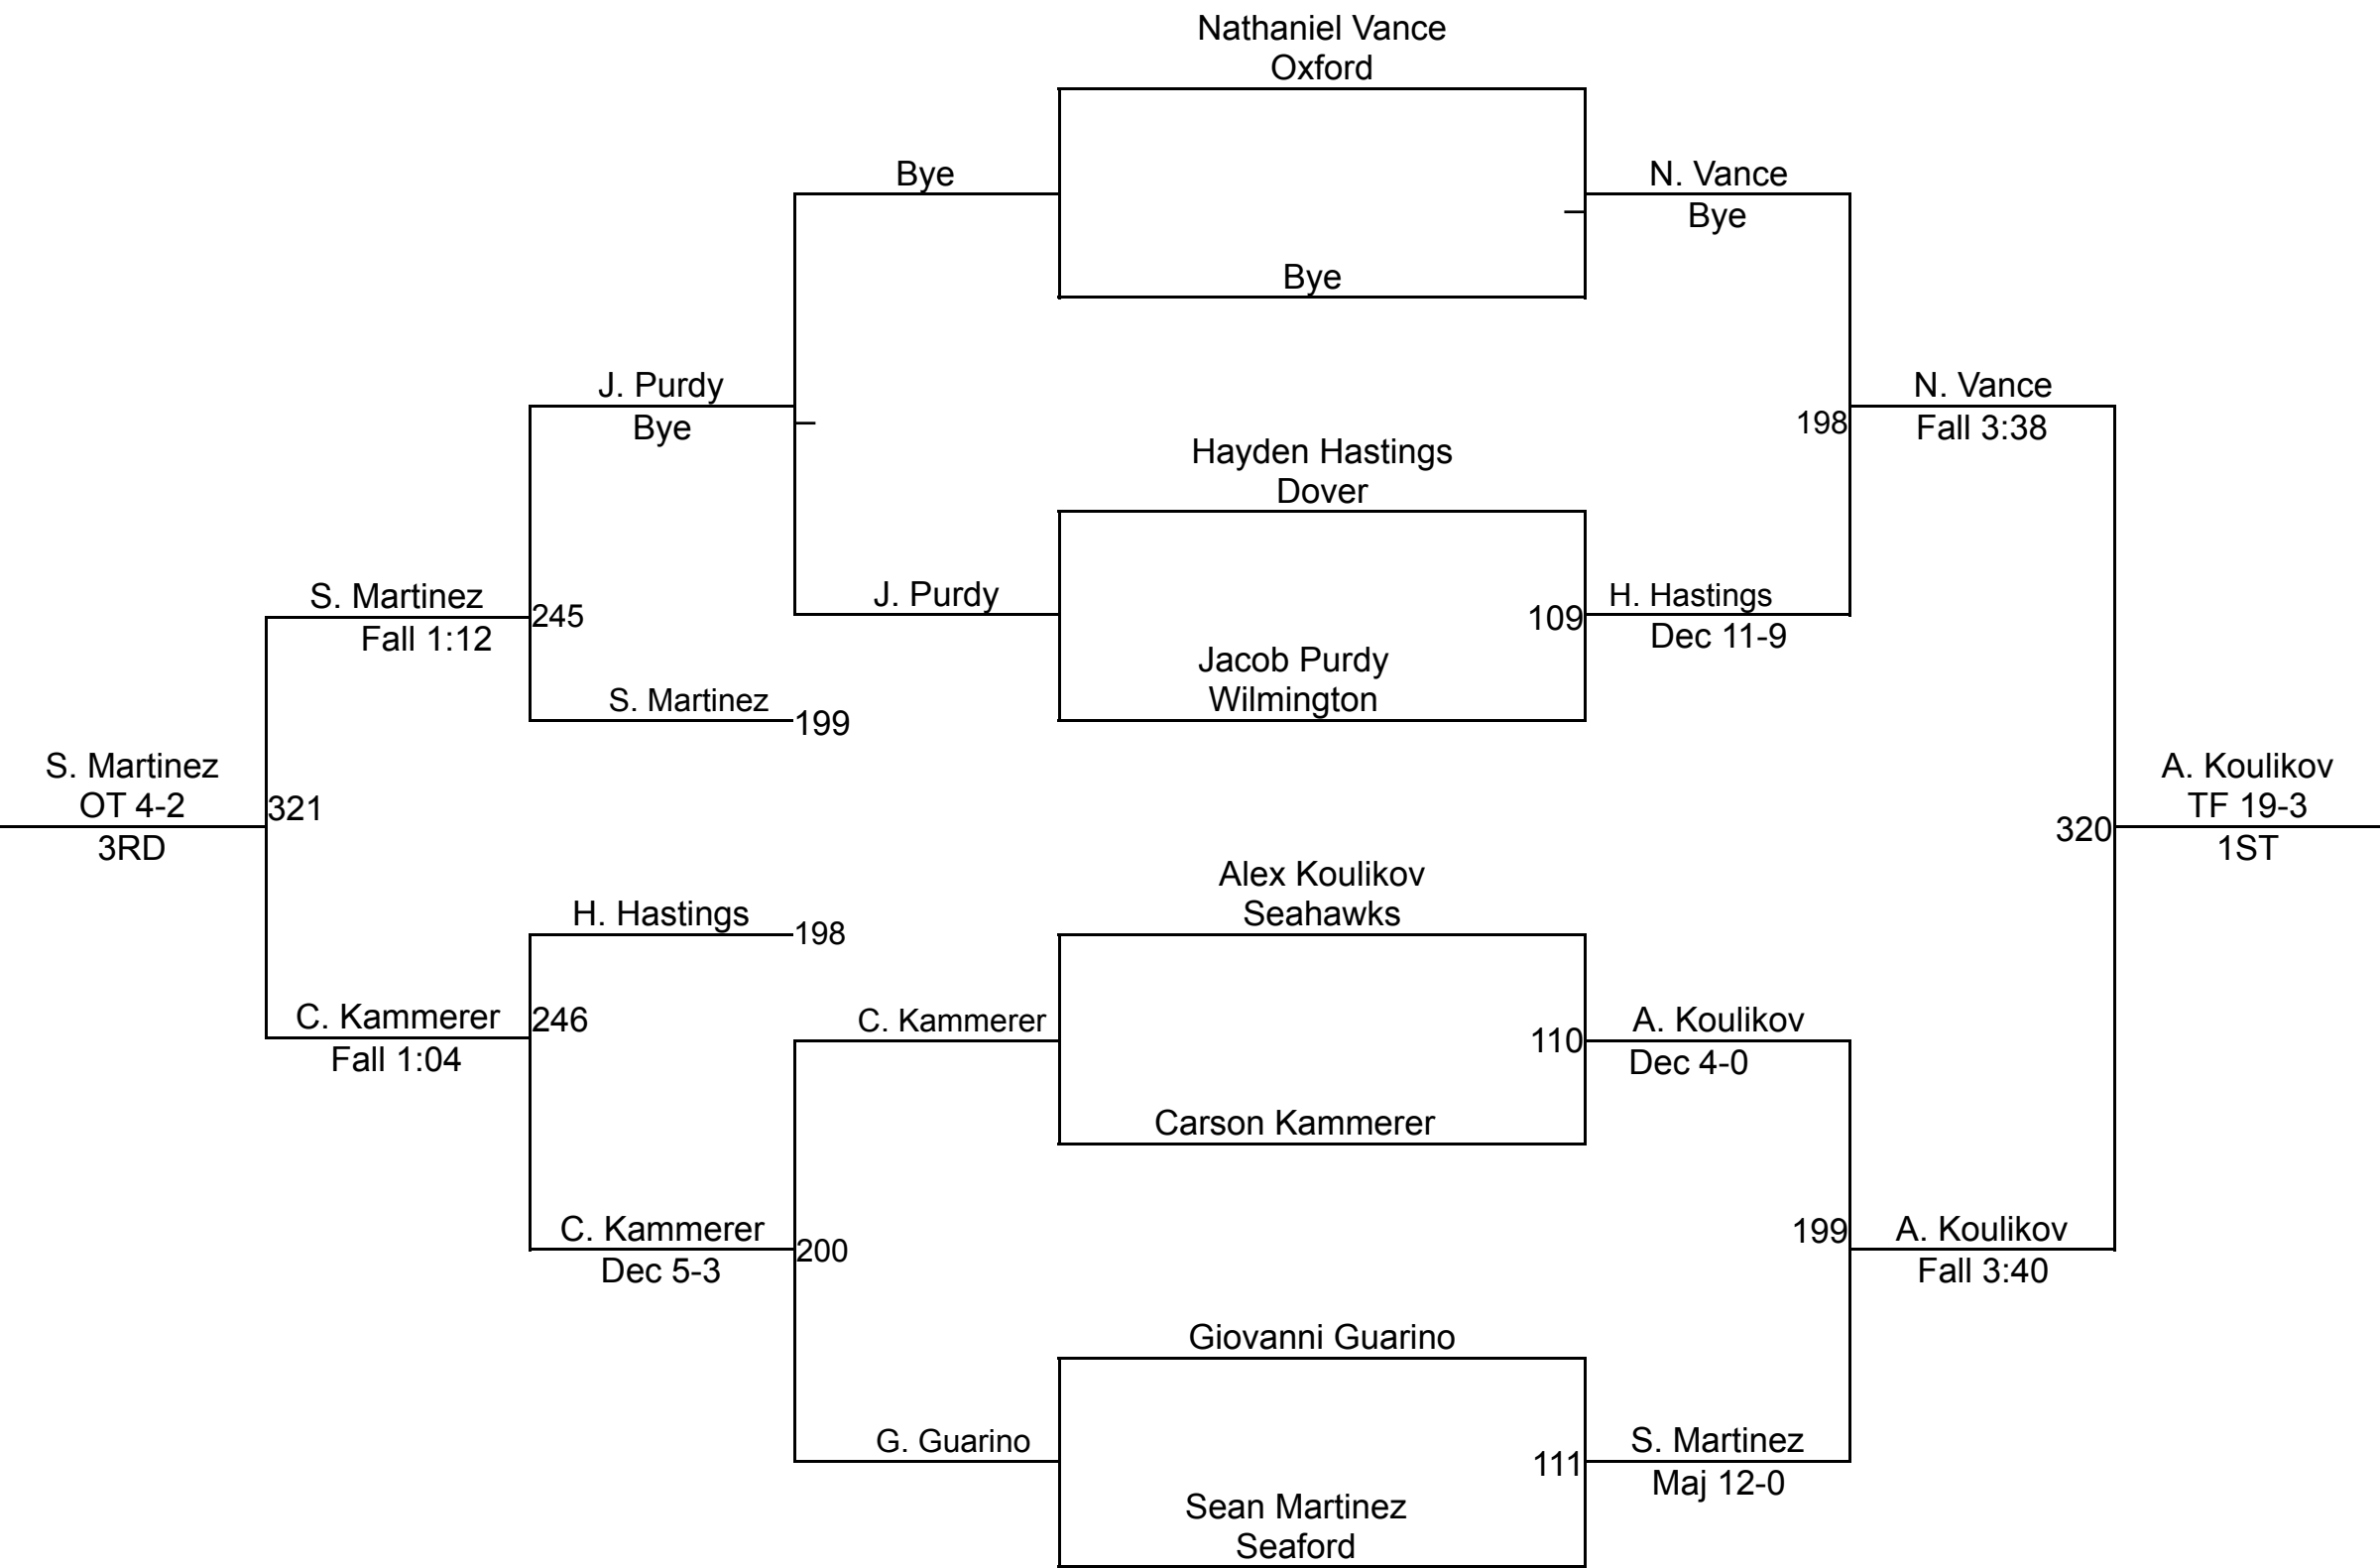 Nathaniel Vance
Oxford
Bye
N. Vance
Bye
Bye
J. Purdy
Bye
N. Vance
198
Fall 3:38
Hayden Hastings
Dover
S. Martinez
245
Fall 1:12
J. Purdy
109
H. Hastings
Dec 11-9
Jacob Purdy
Wilmington
S. Martinez
199
S. Martinez
OT 4-2
321
3RD
A. Koulikov
TF 19-3
320
1ST
Alex Koulikov
Seahawks
H. Hastings
198
C. Kammerer
246
Fall 1:04
C. Kammerer
110
A. Koulikov
Dec 4-0
Carson Kammerer
C. Kammerer
200
Dec 5-3
199
A. Koulikov
Fall 3:40
Giovanni Guarino
G. Guarino
111
S. Martinez
Maj 12-0
Sean Martinez
Seaford